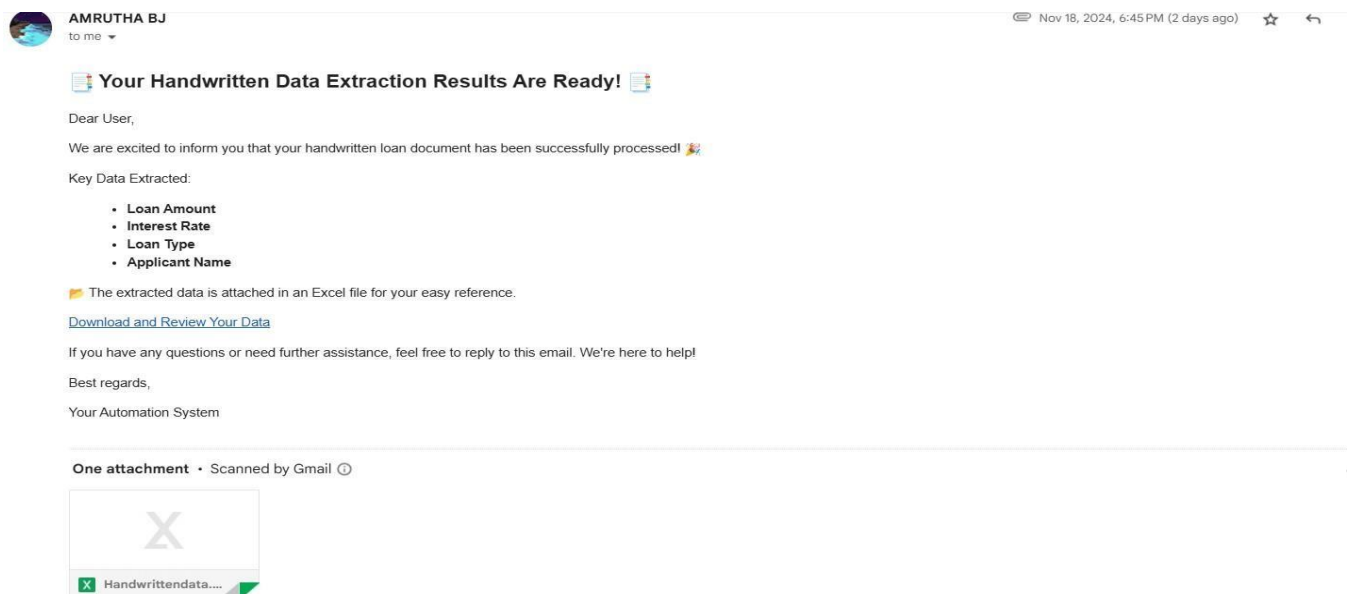 AMRUTHA BJ
Nov 18, 2024, 6:45 PM (2 days ago)
to me
📑 Your Handwritten Data Extraction Results Are Ready! 📑
Dear User,
We are excited to inform you that your handwritten loan document has been successfully processed! 🎉
Key Data Extracted:
• Loan Amount
• Interest Rate
• Loan Type
• Applicant Name
📂 The extracted data is attached in an Excel file for your easy reference.
Download and Review Your Data
If you have any questions or need further assistance, feel free to reply to this email. We're here to help!
Best regards,
Your Automation System
One attachment • Scanned by Gmail
X
X Handwrittendata....